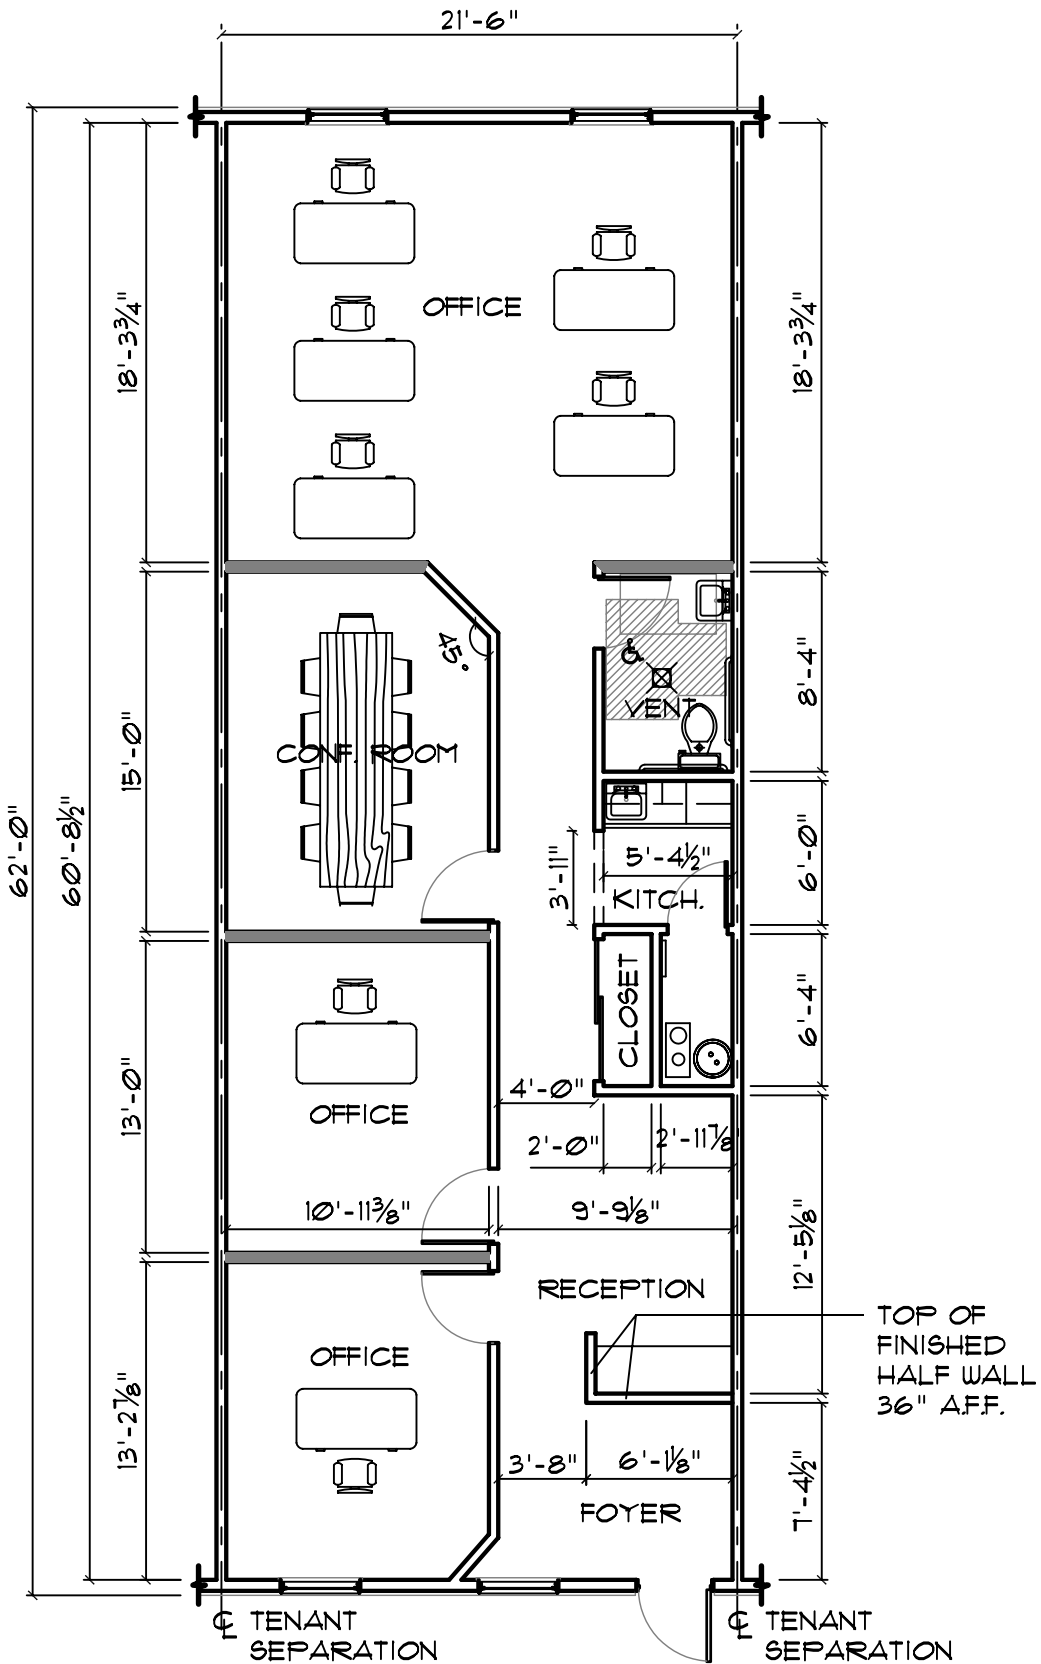 21'-6"
18'-3¾"
OFFICE
18'-3¾"
45°
8'-4"
VENT
CONF. ROOM
15'-0"
62'-0"
60'-8½"
3'-11"
5'-4½"
6'-0"
KITCH.
CLOSET
6'-4"
13'-0"
4'-0"
OFFICE
2'-0"
2'-11⅞"
10'-11⅜"
9'-9⅛"
12'-5⅛"
RECEPTION
TOP OF
FINISHED
HALF WALL
36" A.F.F.
OFFICE
13'-2⅞"
3'-8"
6'-1⅛"
7'-4½"
FOYER
℄ TENANT
SEPARATION
℄ TENANT
SEPARATION